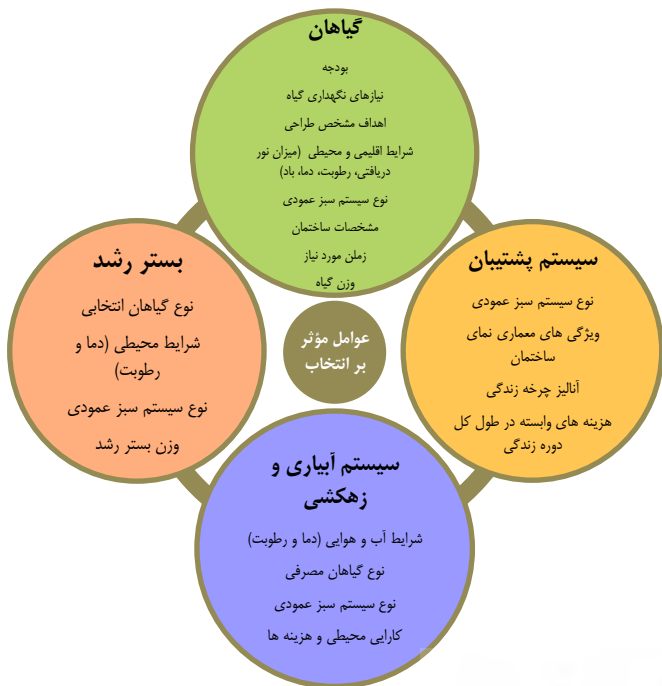 گیاهان
بودجه
نیازهای نگهداری گیاه
اهداف مشخص طراحی
شرایط اقلیمی و محیطی (میزان نور
دریافتی، رطوبت، دما، باد)
نوع سیستم سبز عمودی
مشخصات ساختمان
زملن مورد نیاز
وزن گیاه
سیستم پشتیبان
نوع سیستم سبز عمودی
ویژگی های معماری نمای
ساختمان
آنالیز چرخه زندگی
هزینه های وابسته در طول کل
دوره زندگی
عوامل مؤثر
بر انتخاب
بستر رشد
نوع گیاهان انتخابی
شرایط محیطی (دما و
رطوبت)
نوع سیستم سبز عمودی
وزن بستر رشد
سیستم آبیاری و
زهکشی
شرایط آب و هوایی (دما و رطوبت)
نوع گیاهان مصرفی
نوع سیستم سبز عمودی
کارایی محیطی و هزینه ها